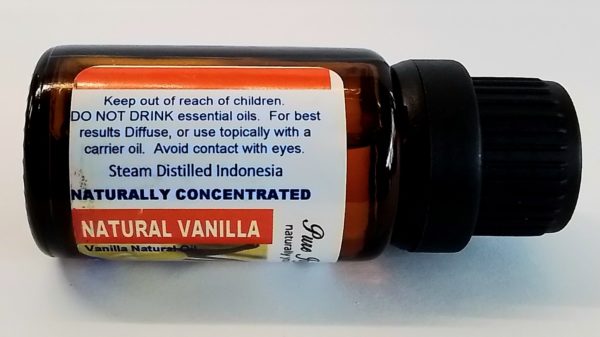 Keep out of reach of children.
DO NOT DRINK essential oils. For best
results Diffuse, or use topically with a
carrier oil. Avoid contact with eyes.
Steam Distilled Indonesia
NATURALLY CONCENTRATED
NATURAL VANILLA
Vanilla Natural Oil
naturally